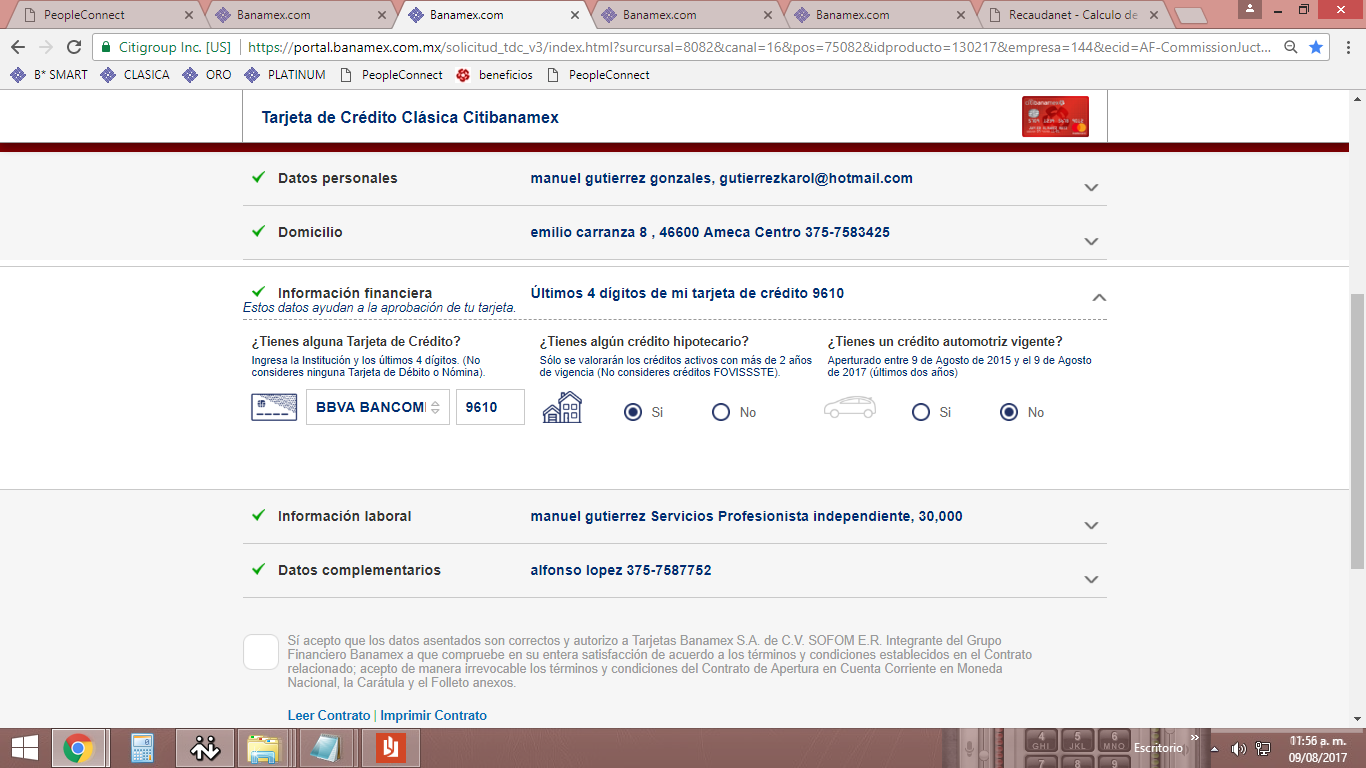 PeopleConnect
Banamex.com
Banamex.com
Banamex.com
Banamex.com
Recaudanet - Calculo de
Citigroup Inc. [US]
https://portal.banamex.com.mx/solicitud_tdc_v3/index.html?surcursal=8082&canal=16&pos=75082&idproducto=130217&empresa=144&ecid=AF-CommissionJuct...
B* SMART
CLASICA
ORO
PLATINUM
PeopleConnect
beneficios
PeopleConnect
Tarjeta de Crédito Clásica Citibanamex
Datos personales
manuel gutierrez gonzales, gutierrezkarol@hotmail.com
Domicilio
emilio carranza 8 , 46600 Ameca Centro 375-7583425
Información financiera
Últimos 4 dígitos de mi tarjeta de crédito 9610
Estos datos ayudan a la aprobación de tu tarjeta.
¿Tienes alguna Tarjeta de Crédito?
Ingresa la Institución y los últimos 4 dígitos. (No
consideres ninguna Tarjeta de Débito o Nómina).
BBVA BANCOM
9610
¿Tienes algún crédito hipotecario?
Sólo se valorarán los créditos activos con más de 2 años
de vigencia (No consideres créditos FOVISSSTE).
Si
No
¿Tienes un crédito automotriz vigente?
Aperturado entre 9 de Agosto de 2015 y el 9 de Agosto
de 2017 (últimos dos años)
Si
No
Información laboral
manuel gutierrez Servicios Profesionista independiente, 30,000
Datos complementarios
alfonso lopez 375-7587752
Sí acepto que los datos asentados son correctos y autorizo a Tarjetas Banamex S.A. de C.V. SOFOM E.R. Integrante del Grupo
Financiero Banamex a que compruebe en su entera satisfacción de acuerdo a los términos y condiciones establecidos en el Contrato
relacionado; acepto de manera irrevocable los términos y condiciones del Contrato de Apertura en Cuenta Corriente en Moneda
Nacional, la Carátula y el Folleto anexos.
Leer Contrato | Imprimir Contrato
4 GHI
5 JKL
6 MNO
7
8
9
Escritorio
»
11:56 a. m.
09/08/2017